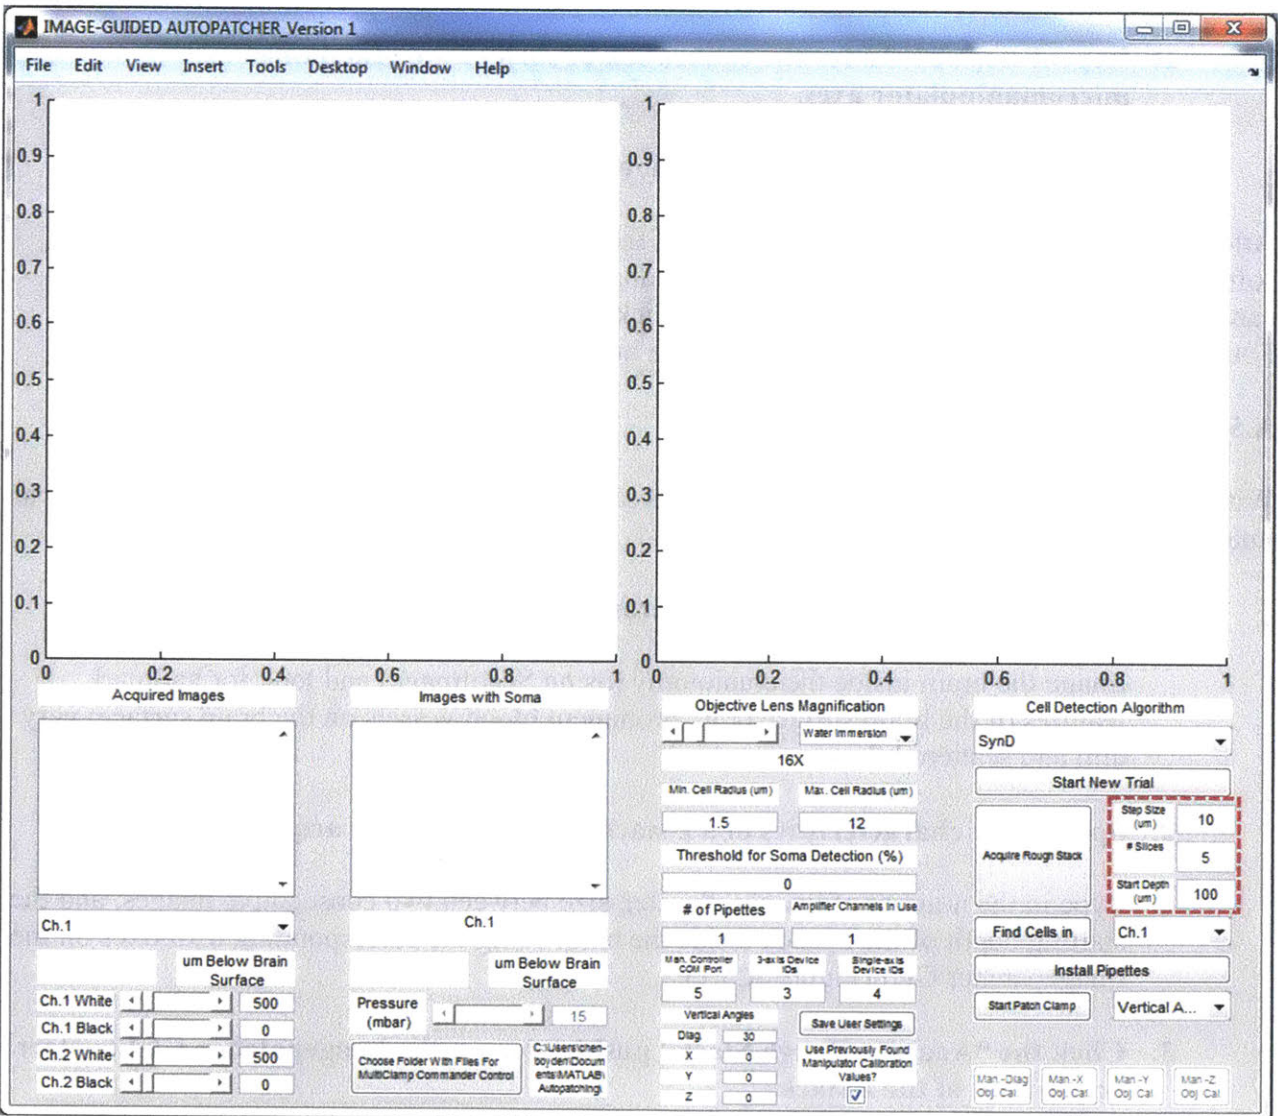 IMAGE-GUIDED AUTOPATCHER_Version 1
File Edit View Insert Tools Desktop Window Help
1
0.9
0.8
0.7
0.6
0.5
0.4
0.3
0.2
0.1
0
0 0.2 0.4 0.6 0.8 1
1
0.9
0.8
0.7
0.6
0.5
0.4
0.3
0.2
0.1
0
0 0.2 0.4 0.6 0.8 1
Acquired Images
Ch.1
um Below Brain
Surface
Ch.1 White 500
Ch.1 Black 0
Ch.2 White 500
Ch.2 Black 0
Images with Soma
Ch.1
um Below Brain
Surface
Pressure
(mbar)
15
Choose Folder With Files For
MultiClamp Commander Control
C:\Users\chen-
boyden\Docum
ents\MATLAB\
Autopatching\
Objective Lens Magnification
Water Immersion
16X
Min. Cell Radius (um) Max. Cell Radius (um)
1.5 12
Threshold for Soma Detection (%)
0
# of Pipettes Amplifier Channels In Use
1 1
Man. Controller
COM Port
3-axis Device
IDs
Single-axis
Device IDs
5 3 4
Vertical Angles
Diag. 30
X 0
Y 0
Z 0
Save User Settings
Use Previously Found
Manipulator Calibration
Values?
Cell Detection Algorithm
SynD
Start New Trial
Acquire Rough Stack
Step Size
(um)
10
# Slices
5
Start Depth
(um)
100
Find Cells in Ch.1
Install Pipettes
Start Patch Clamp Vertical A...
Man.-Diag
Obj. Cal.
Man.-X
Obj. Cal.
Man.-Y
Obj. Cal.
Man.-Z
Obj. Cal.